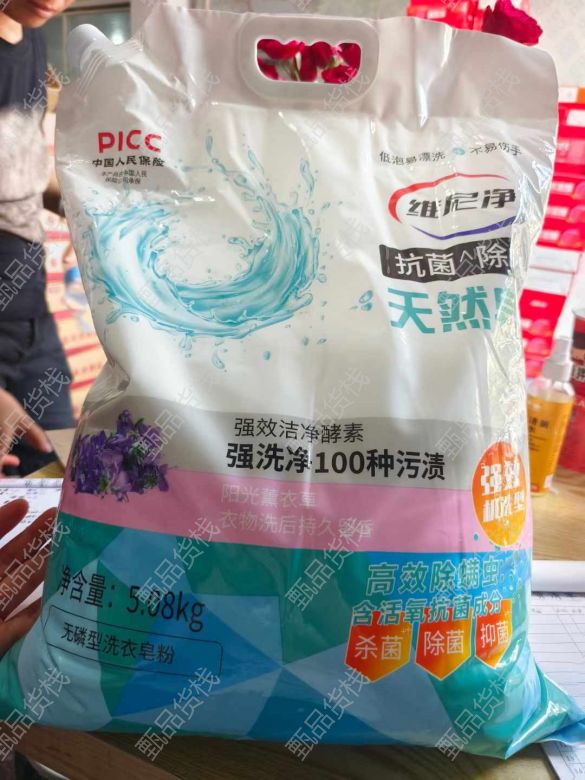 PICC
中国人民保险
低泡易漂洗
不易伤手
维尼净
抗菌 除
天然
强效洁净酵素
强洗净100种污渍
阳光薰衣草
衣物洗后持久留香
强效
机洗型
净含量：5.08kg
无磷型洗衣皂粉
高效除螨虫
含活氧抗菌成分
杀菌
除菌
抑菌
甄品货栈